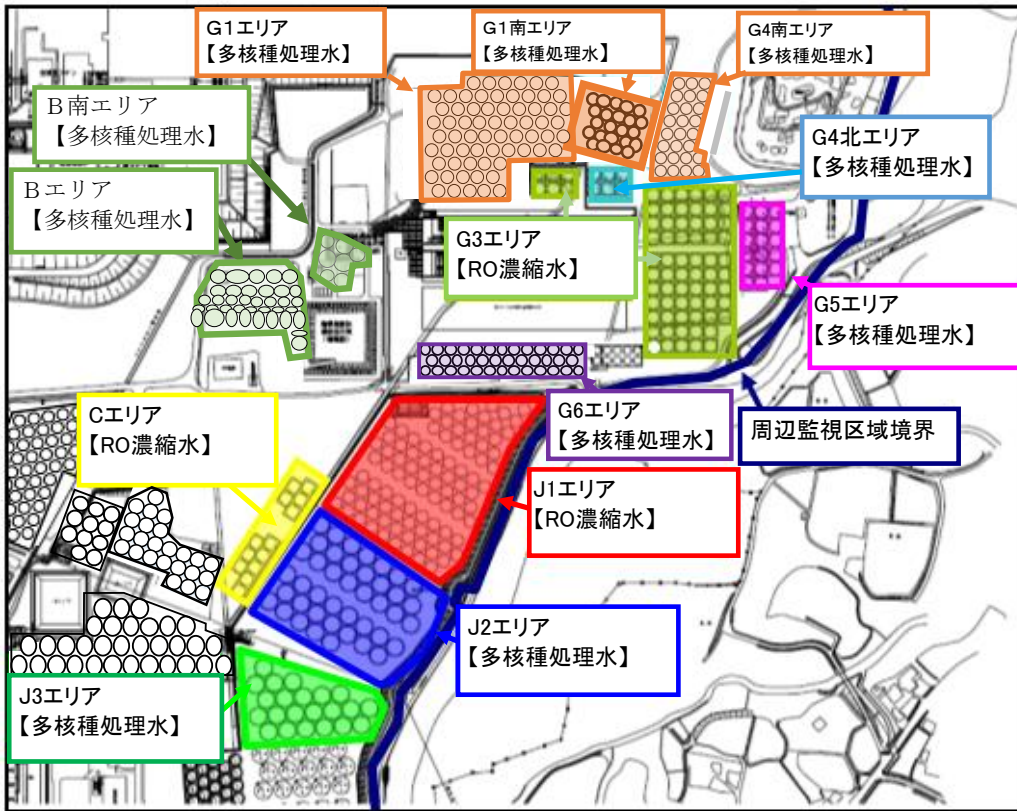 G1エリア
【多核種処理水】
G1南エリア
【多核種処理水】
G4南エリア
【多核種処理水】
B南エリア
【多核種処理水】
G4北エリア
【多核種処理水】
Bエリア
【多核種処理水】
G3エリア
【RO濃縮水】
G5エリア
【多核種処理水】
Cエリア
【RO濃縮水】
G6エリア
【多核種処理水】
周辺監視区域境界
J1エリア
【RO濃縮水】
J2エリア
【多核種処理水】
J3エリア
【多核種処理水】